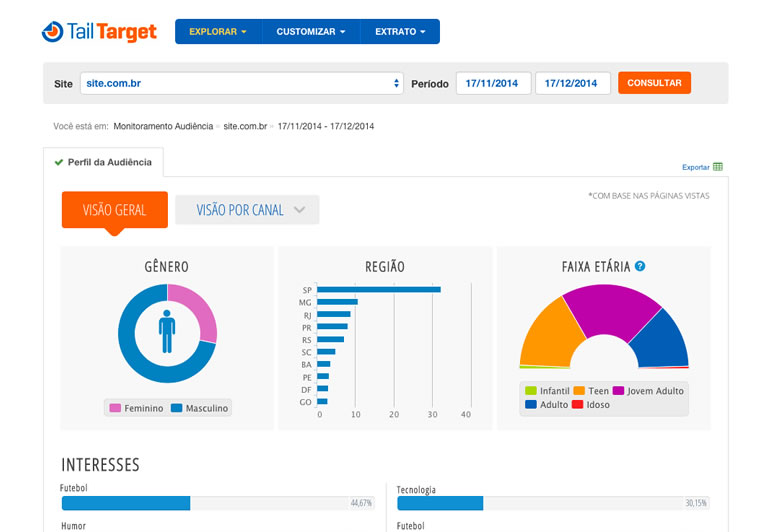 Tail Target
EXPLORAR CUSTOMIZAR EXTRATO
Site site.com.br Período 17/11/2014 17/12/2014 CONSULTAR
Você está em: Monitoramento Audiência » site.com.br » 17/11/2014 - 17/12/2014
Perfil da Audiência
Exportar
VISÃO GERAL VISÃO POR CANAL
*COM BASE NAS PÁGINAS VISTAS
GÊNERO
Feminino Masculino
REGIÃO
SP
MG
RJ
PR
RS
SC
BA
PE
DF
GO
0 10 20 30 40
FAIXA ETÁRIA ?
Infantil Teen Jovem Adulto
Adulto Idoso
INTERESSES
Futebol
44,67%
Humor
Tecnologia
30,15%
Futebol